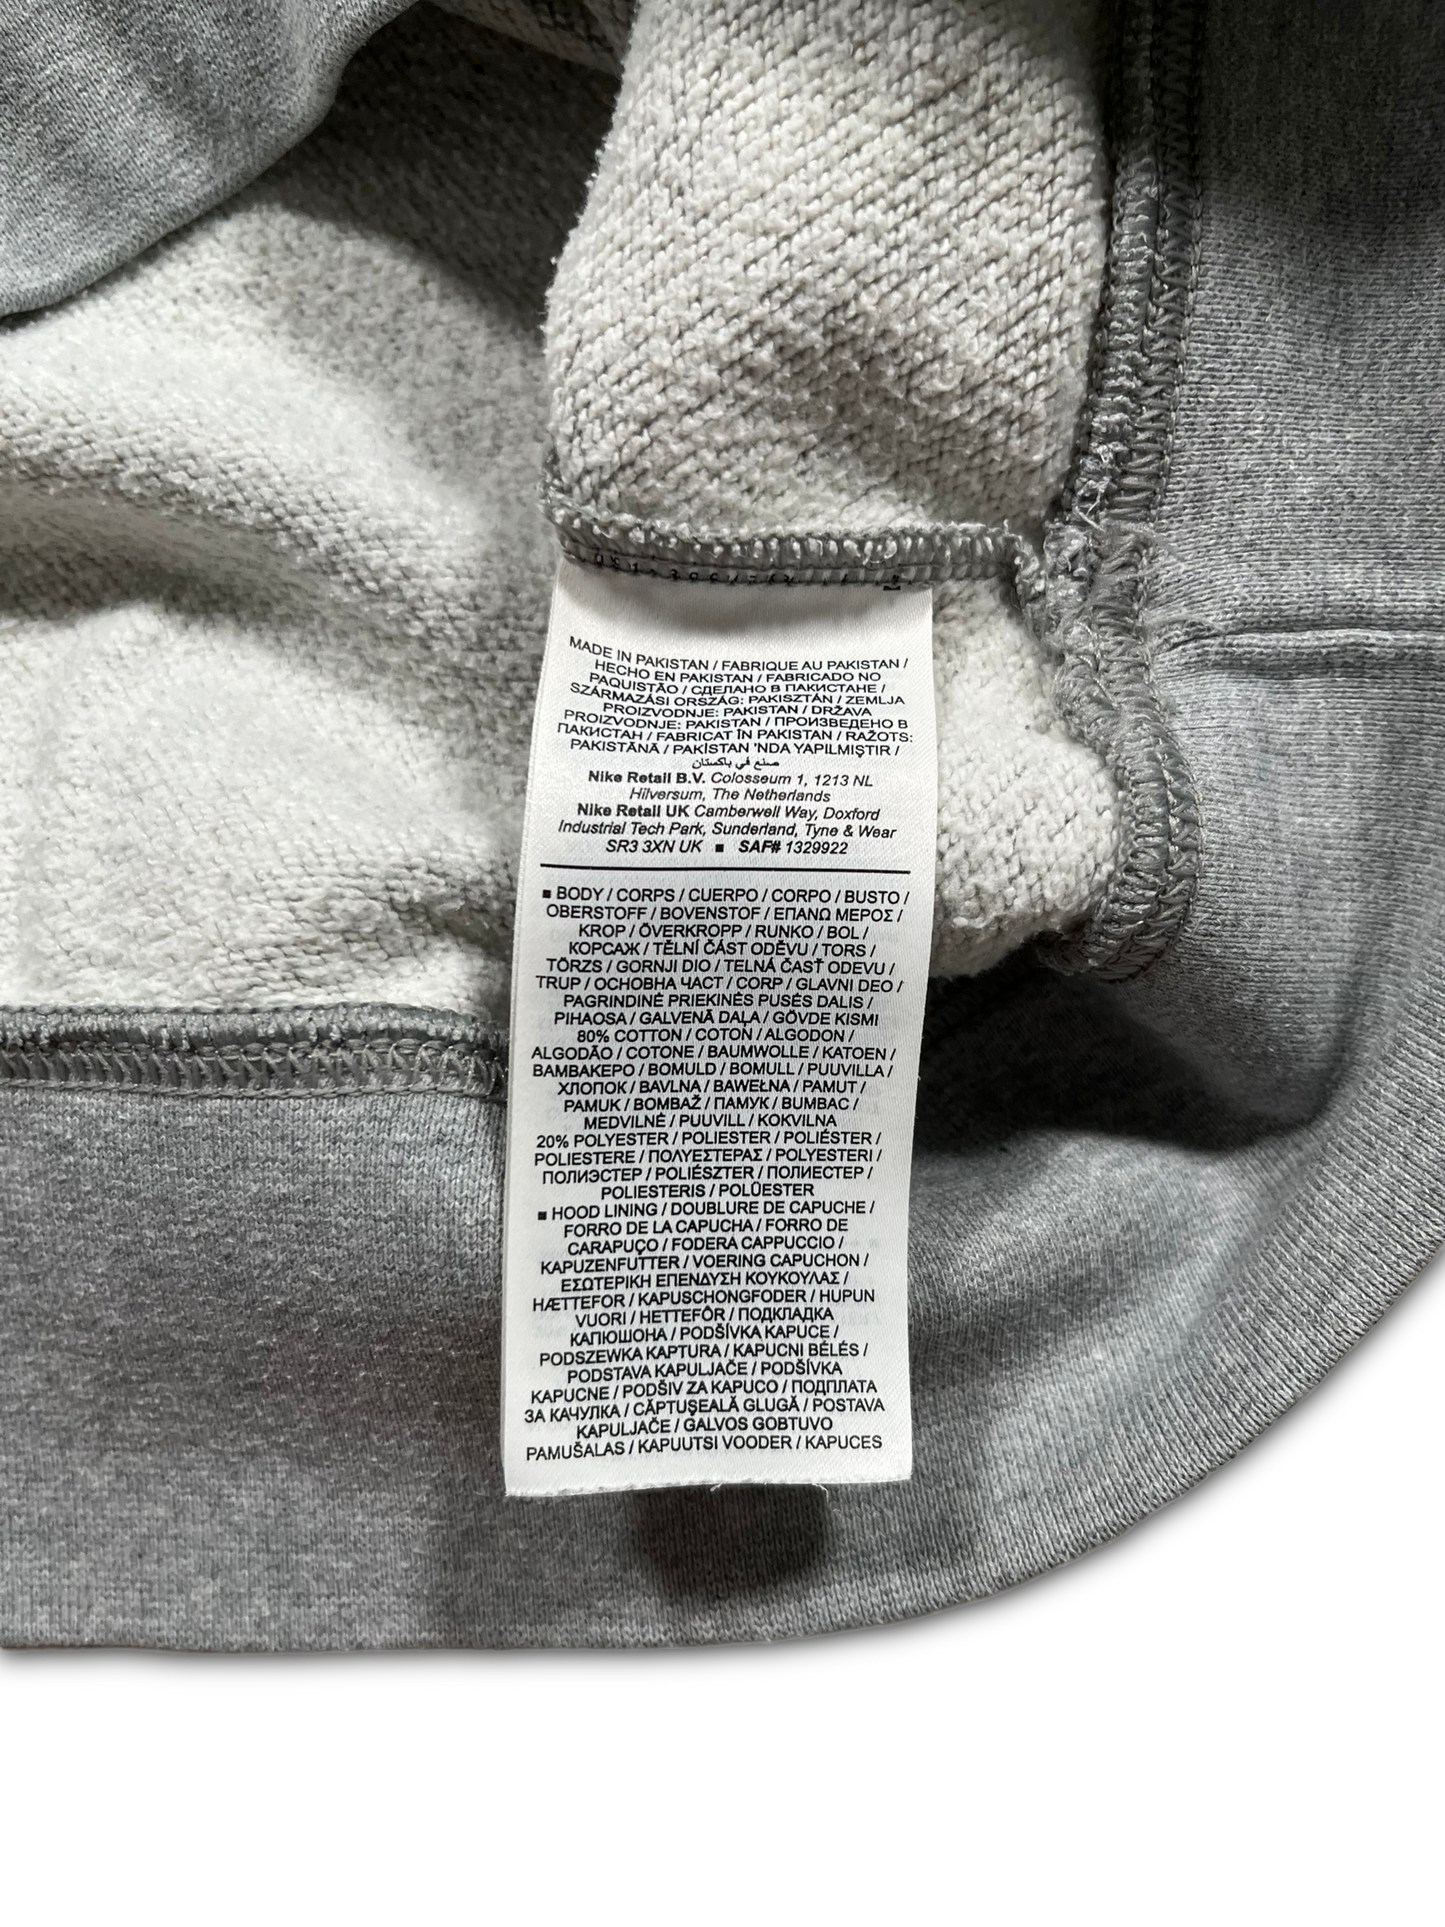 MADE IN PAKISTAN / FABRIQUE AU PAKISTAN /
HECHO EN PAKISTAN / FABRICADO NO
PAQUISTÃO / СДЕЛАНО В ПАКИСТАНЕ /
SZÁRMAZÁSI ORSZÁG: PAKISZTÁN / ZEMLJA
PROIZVODNJE: PAKISTAN / DRŽAVA
PROIZVODNJE: PAKISTAN / ПРОИЗВЕДЕНО В
ПАКИСТАН / FABRICAT ÎN PAKISTAN / RAŽOTS:
PAKISTĀNĀ / PAKİSTAN 'NDA YAPILMIŞTIR /
صنع في باكستان
Nike Retail B.V. Colosseum 1, 1213 NL
Hilversum, The Netherlands
Nike Retail UK Camberwell Way, Doxford
Industrial Tech Park, Sunderland, Tyne & Wear
SR3 3XN UK ■ SAF# 1329922
■ BODY / CORPS / CUERPO / CORPO / BUSTO /
OBERSTOFF / BOVENSTOF / ΕΠΑΝΩ ΜΕΡΟΣ /
KROP / ÖVERKROPP / RUNKO / BOL /
КОРСАЖ / TĚLNÍ ČÁST ODĚVU / TORS /
TÖRZS / GORNJI DIO / TELNÁ ČASŤ ODEVU /
TRUP / ОСНОВНА ЧАСТ / CORP / GLAVNI DEO /
PAGRINDINĖ PRIEKINĖS PUSĖS DALIS /
PIHAOSA / GALVENĀ DAĻA / GÖVDE KISMI
80% COTTON / COTON / ALGODON /
ALGODÃO / COTONE / BAUMWOLLE / KATOEN /
ΒΑΜΒΑΚΕΡΟ / BOMULD / BOMULL / PUUVILLA /
ХЛОПОК / BAVLNA / BAWEŁNA / PAMUT /
PAMUK / BOMBAŽ / ПАМУК / BUMBAC /
MEDVILNĖ / PUUVILL / KOKVILNA
20% POLYESTER / POLIESTER / POLIÉSTER /
POLIESTERE / ΠΟΛΥΕΣΤΕΡΑΣ / POLYESTERI /
ПОЛИЭСТЕР / POLIÉSZTER / ПОЛИЕСТЕР /
POLIESTERIS / POLÜESTER
■ HOOD LINING / DOUBLURE DE CAPUCHE /
FORRO DE LA CAPUCHA / FORRO DE
CARAPUÇO / FODERA CAPPUCCIO /
KAPUZENFUTTER / VOERING CAPUCHON /
ΕΣΩΤΕΡΙΚΗ ΕΠΕΝΔΥΣΗ ΚΟΥΚΟΥΛΑΣ /
HÆTTEFOR / KAPUSCHONGFODER / HUPUN
VUORI / HETTEFÔR / ПОДКЛАДКА
КАПЮШОНА / PODŠÍVKA KAPUCE /
PODSZEWKA KAPTURA / KAPUCNI BÉLÉS /
PODSTAVA KAPULJAČE / PODŠÍVKA
KAPUCNE / PODŠIV ZA KAPUCO / ПОДПЛАТА
ЗА КАЧУЛКА / CĂPTUŞEALĂ GLUGĂ / POSTAVA
KAPULJAČE / GALVOS GOBTUVO
PAMUŠALAS / KAPUUTSI VOODER / KAPUCES